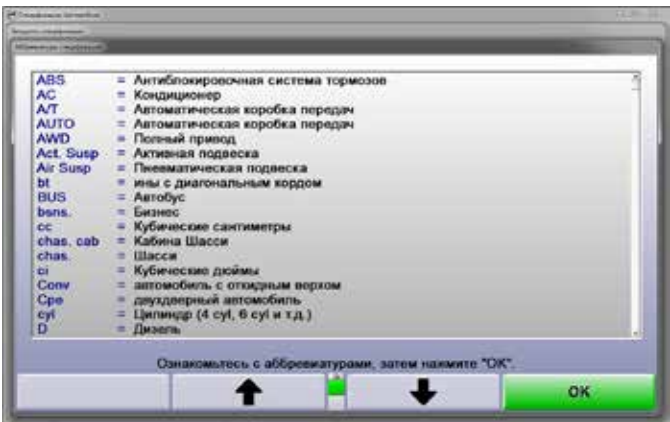 ABS = Антиблокировочная система тормозов
AC = Кондиционер
A/T = Автоматическая коробка передач
AUTO = Автоматическая коробка передач
AWD = Полный привод
Act. Susp = Активная подвеска
Air Susp = Пневматическая подвеска
bt = ины с диагональным кордом
BUS = Автобус
bsns. = Бизнес
cc = Кубические сантиметры
chas. cab = Кабина Шасси
chas. = Шасси
ci = Кубические дюймы
Conv = автомобиль с откидным верхом
Cpe = двухдверный автомобиль
cyl = Цилиндр (4 cyl, 6 cyl и т.д.)
D = Дизель
Ознакомьтесь с аббревиатурами, затем нажмите "OK".
OK